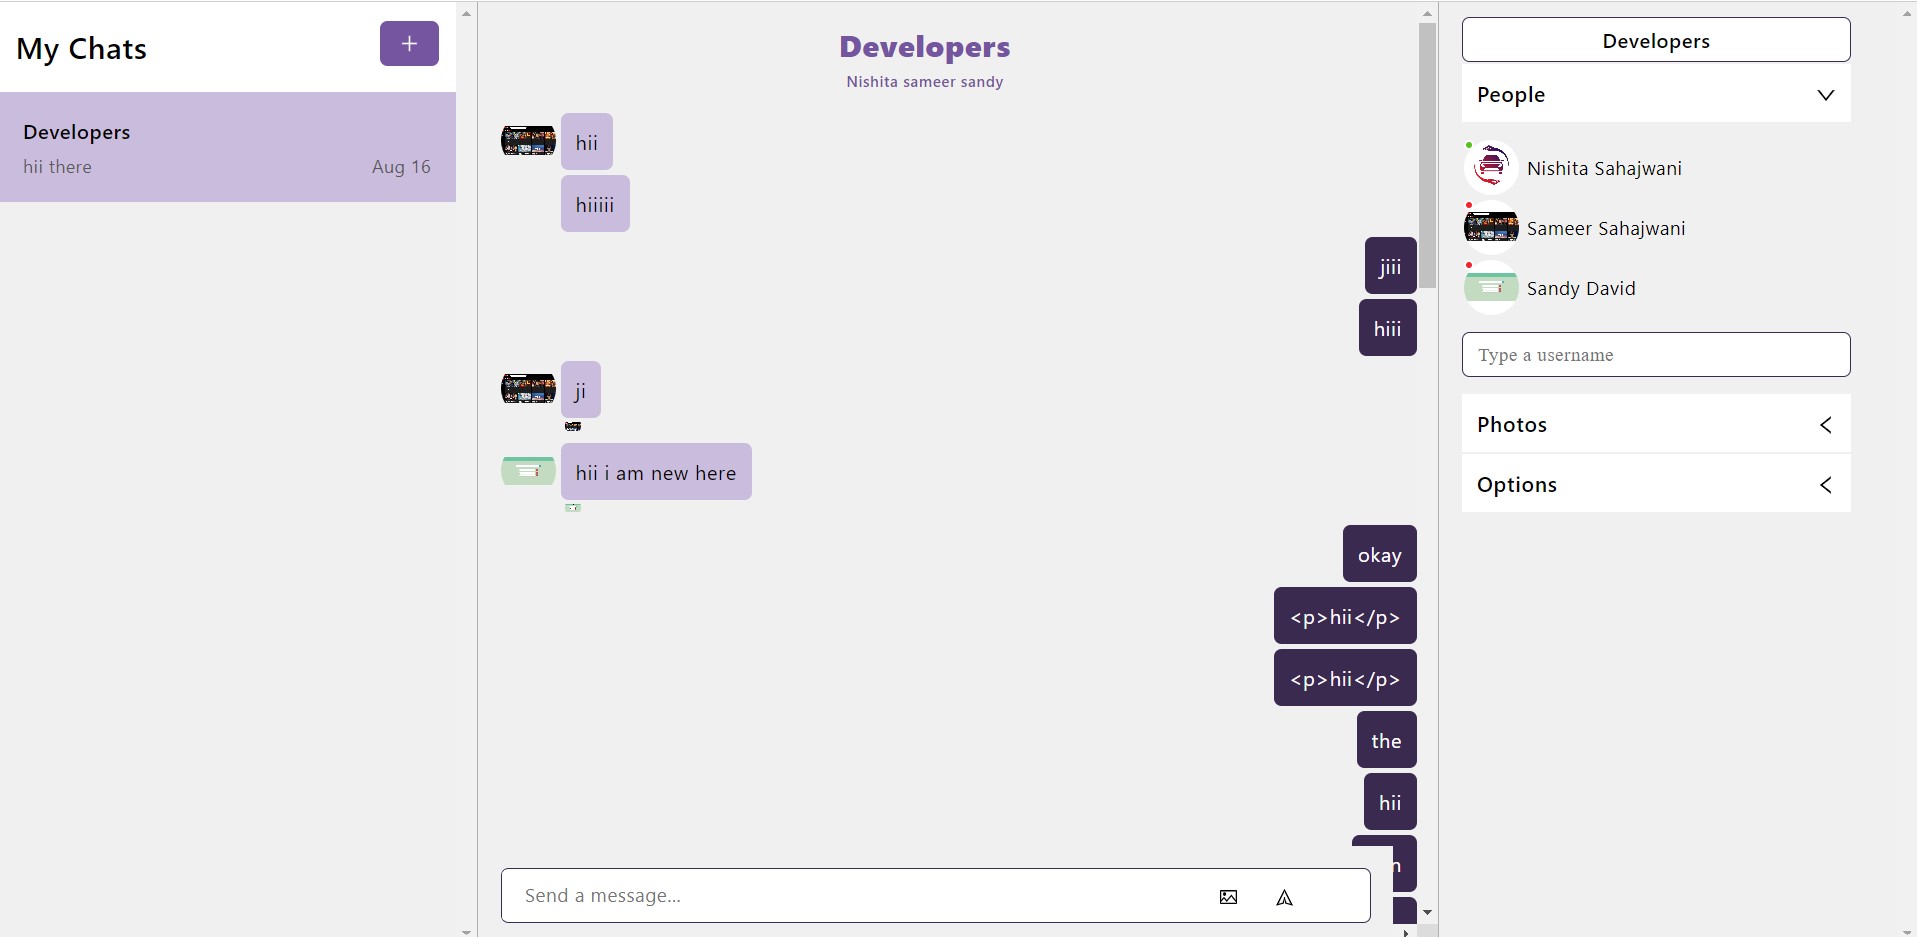 My Chats
Developers
hii there
Aug 16
Developers
Nishita sameer sandy
hii
hiiiii
jiii
hiii
ji
hii i am new here
okay
<p>hii</p>
<p>hii</p>
the
hii
Send a message...
Developers
People
Nishita Sahajwani
Sameer Sahajwani
Sandy David
Type a username
Photos
Options